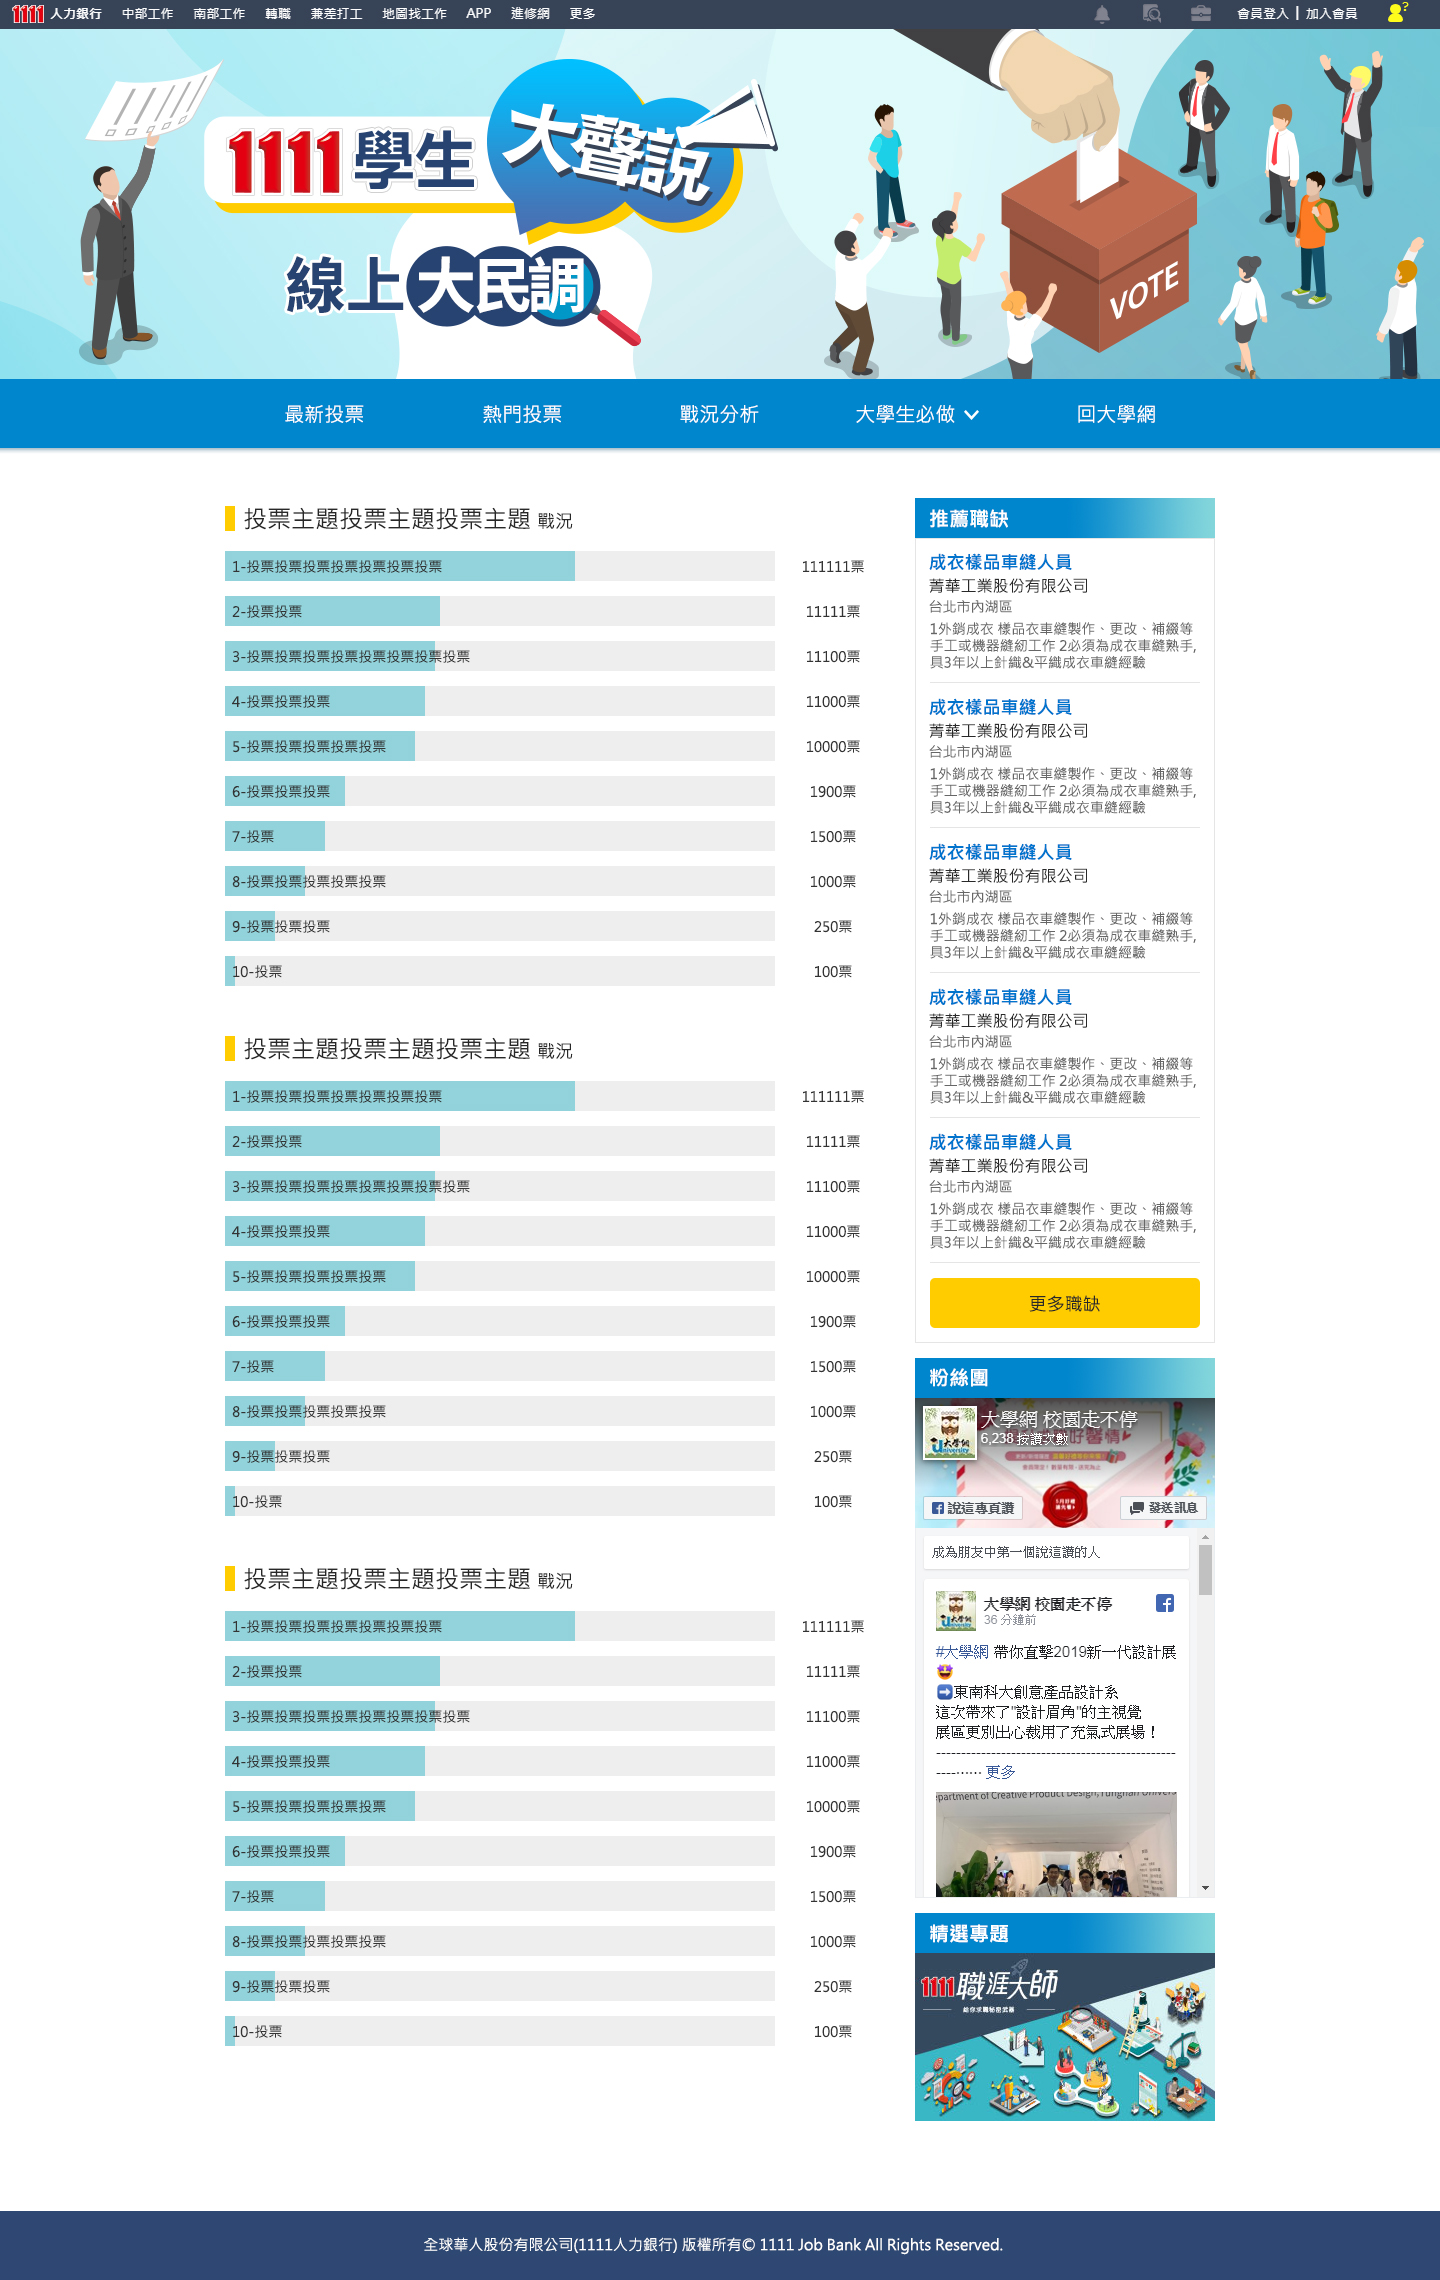 1111 人力銀行 中部工作 南部工作 轉職 兼差打工 地圖找工作 APP 進修網 更多 會員登入 | 加入會員
1111學生 大聲說
線上大民調
VOTE
最新投票 熱門投票 戰況分析 大學生必做 回大學網
投票主題投票主題投票主題 戰況
1-投票投票投票投票投票投票投票 111111票
2-投票投票 11111票
3-投票投票投票投票投票投票投票投票 11100票
4-投票投票投票 11000票
5-投票投票投票投票投票 10000票
6-投票投票投票 1900票
7-投票 1500票
8-投票投票投票投票投票 1000票
9-投票投票投票 250票
10-投票 100票
投票主題投票主題投票主題 戰況
1-投票投票投票投票投票投票投票 111111票
2-投票投票 11111票
3-投票投票投票投票投票投票投票投票 11100票
4-投票投票投票 11000票
5-投票投票投票投票投票 10000票
6-投票投票投票 1900票
7-投票 1500票
8-投票投票投票投票投票 1000票
9-投票投票投票 250票
10-投票 100票
投票主題投票主題投票主題 戰況
1-投票投票投票投票投票投票投票 111111票
2-投票投票 11111票
3-投票投票投票投票投票投票投票投票 11100票
4-投票投票投票 11000票
5-投票投票投票投票投票 10000票
6-投票投票投票 1900票
7-投票 1500票
8-投票投票投票投票投票 1000票
9-投票投票投票 250票
10-投票 100票
推薦職缺
成衣樣品車縫人員
菁華工業股份有限公司
台北市內湖區
1外銷成衣 樣品衣車縫製作、更改、補綴等
手工或機器縫紉工作 2必須為成衣車縫熟手,
具3年以上針織&平織成衣車縫經驗
成衣樣品車縫人員
菁華工業股份有限公司
台北市內湖區
1外銷成衣 樣品衣車縫製作、更改、補綴等
手工或機器縫紉工作 2必須為成衣車縫熟手,
具3年以上針織&平織成衣車縫經驗
成衣樣品車縫人員
菁華工業股份有限公司
台北市內湖區
1外銷成衣 樣品衣車縫製作、更改、補綴等
手工或機器縫紉工作 2必須為成衣車縫熟手,
具3年以上針織&平織成衣車縫經驗
成衣樣品車縫人員
菁華工業股份有限公司
台北市內湖區
1外銷成衣 樣品衣車縫製作、更改、補綴等
手工或機器縫紉工作 2必須為成衣車縫熟手,
具3年以上針織&平織成衣車縫經驗
成衣樣品車縫人員
菁華工業股份有限公司
台北市內湖區
1外銷成衣 樣品衣車縫製作、更改、補綴等
手工或機器縫紉工作 2必須為成衣車縫熟手,
具3年以上針織&平織成衣車縫經驗
更多職缺
粉絲團
大學網 校園走不停
6,238 按讚次數
大學網
University
好馨情
說這專頁讚 發送訊息
成為朋友中第一個說這讚的人
大學網 校園走不停
36 分鐘前
#大學網 帶你直擊2019新一代設計展
🤩
➡東南科大創意產品設計系
這次帶來了"設計眉角"的主視覺
展區更別出心裁用了充氣式展場！
------------------------------------------------
----…… 更多
epartment of Creative Product Design,Tungnan Univers
精選專題
1111職涯大師
給你求職秘密武器
全球華人股份有限公司(1111人力銀行) 版權所有© 1111 Job Bank All Rights Reserved.